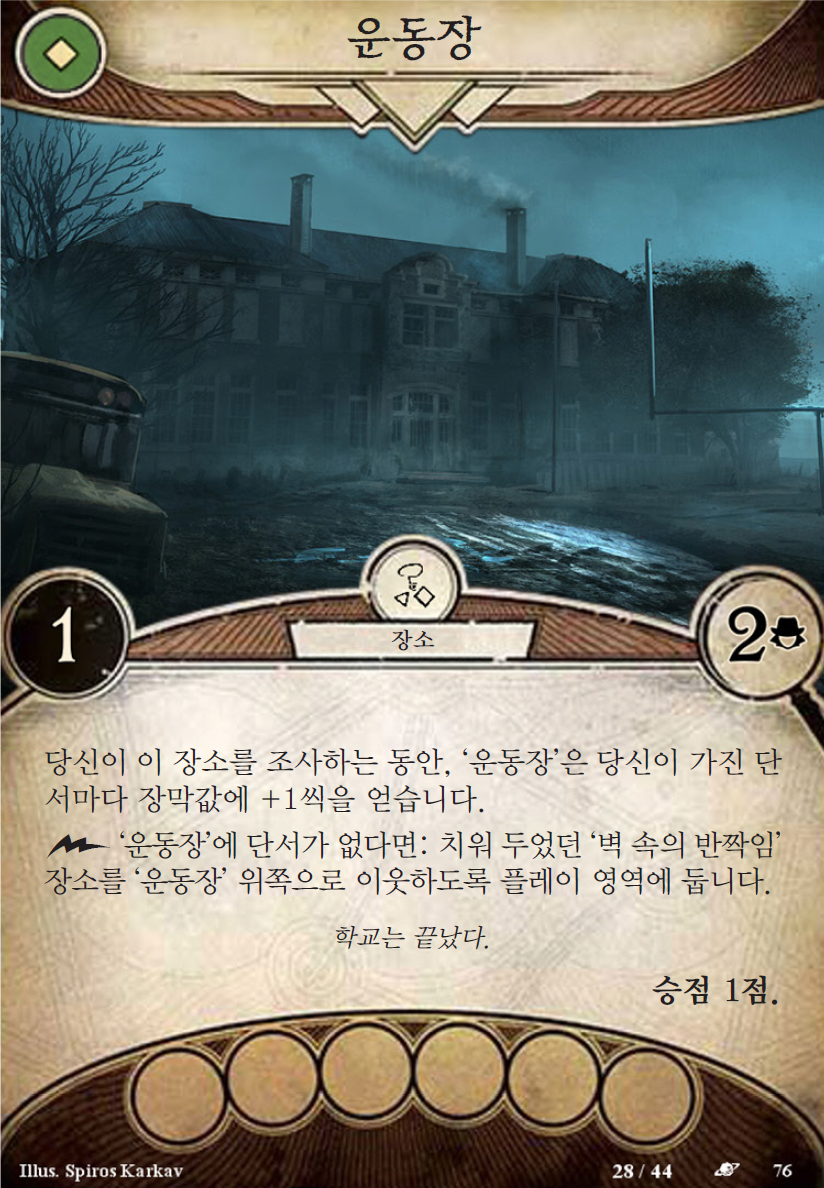 운동장
1
장소
2
당신이 이 장소를 조사하는 동안, ‘운동장’은 당신이 가진 단
서마다 장막값에 +1씩을 얻습니다.
‘운동장’에 단서가 없다면: 치워 두었던 ‘벽 속의 반짝임’
장소를 ‘운동장’ 위쪽으로 이웃하도록 플레이 영역에 둡니다.
학교는 끝났다.
승점 1점.
Illus. Spiros Karkav
28 / 44
76